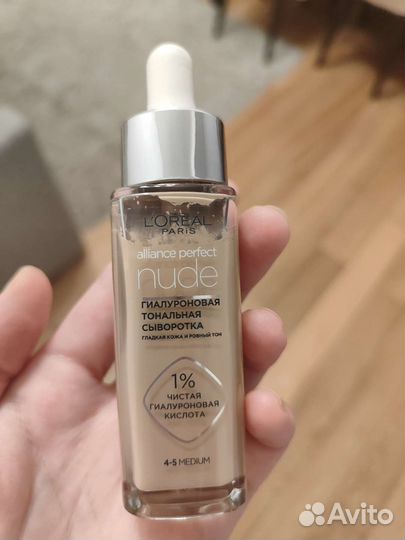 L'ORÉAL
PARIS
alliance perfect
nude
ГИАЛУРОНОВАЯ
ТОНАЛЬНАЯ
СЫВОРОТКА
ГЛАДКАЯ КОЖА И РОВНЫЙ ТОН
1%
ЧИСТАЯ
ГИАЛУРОНОВАЯ
КИСЛОТА
4-5 MEDIUM
Avito